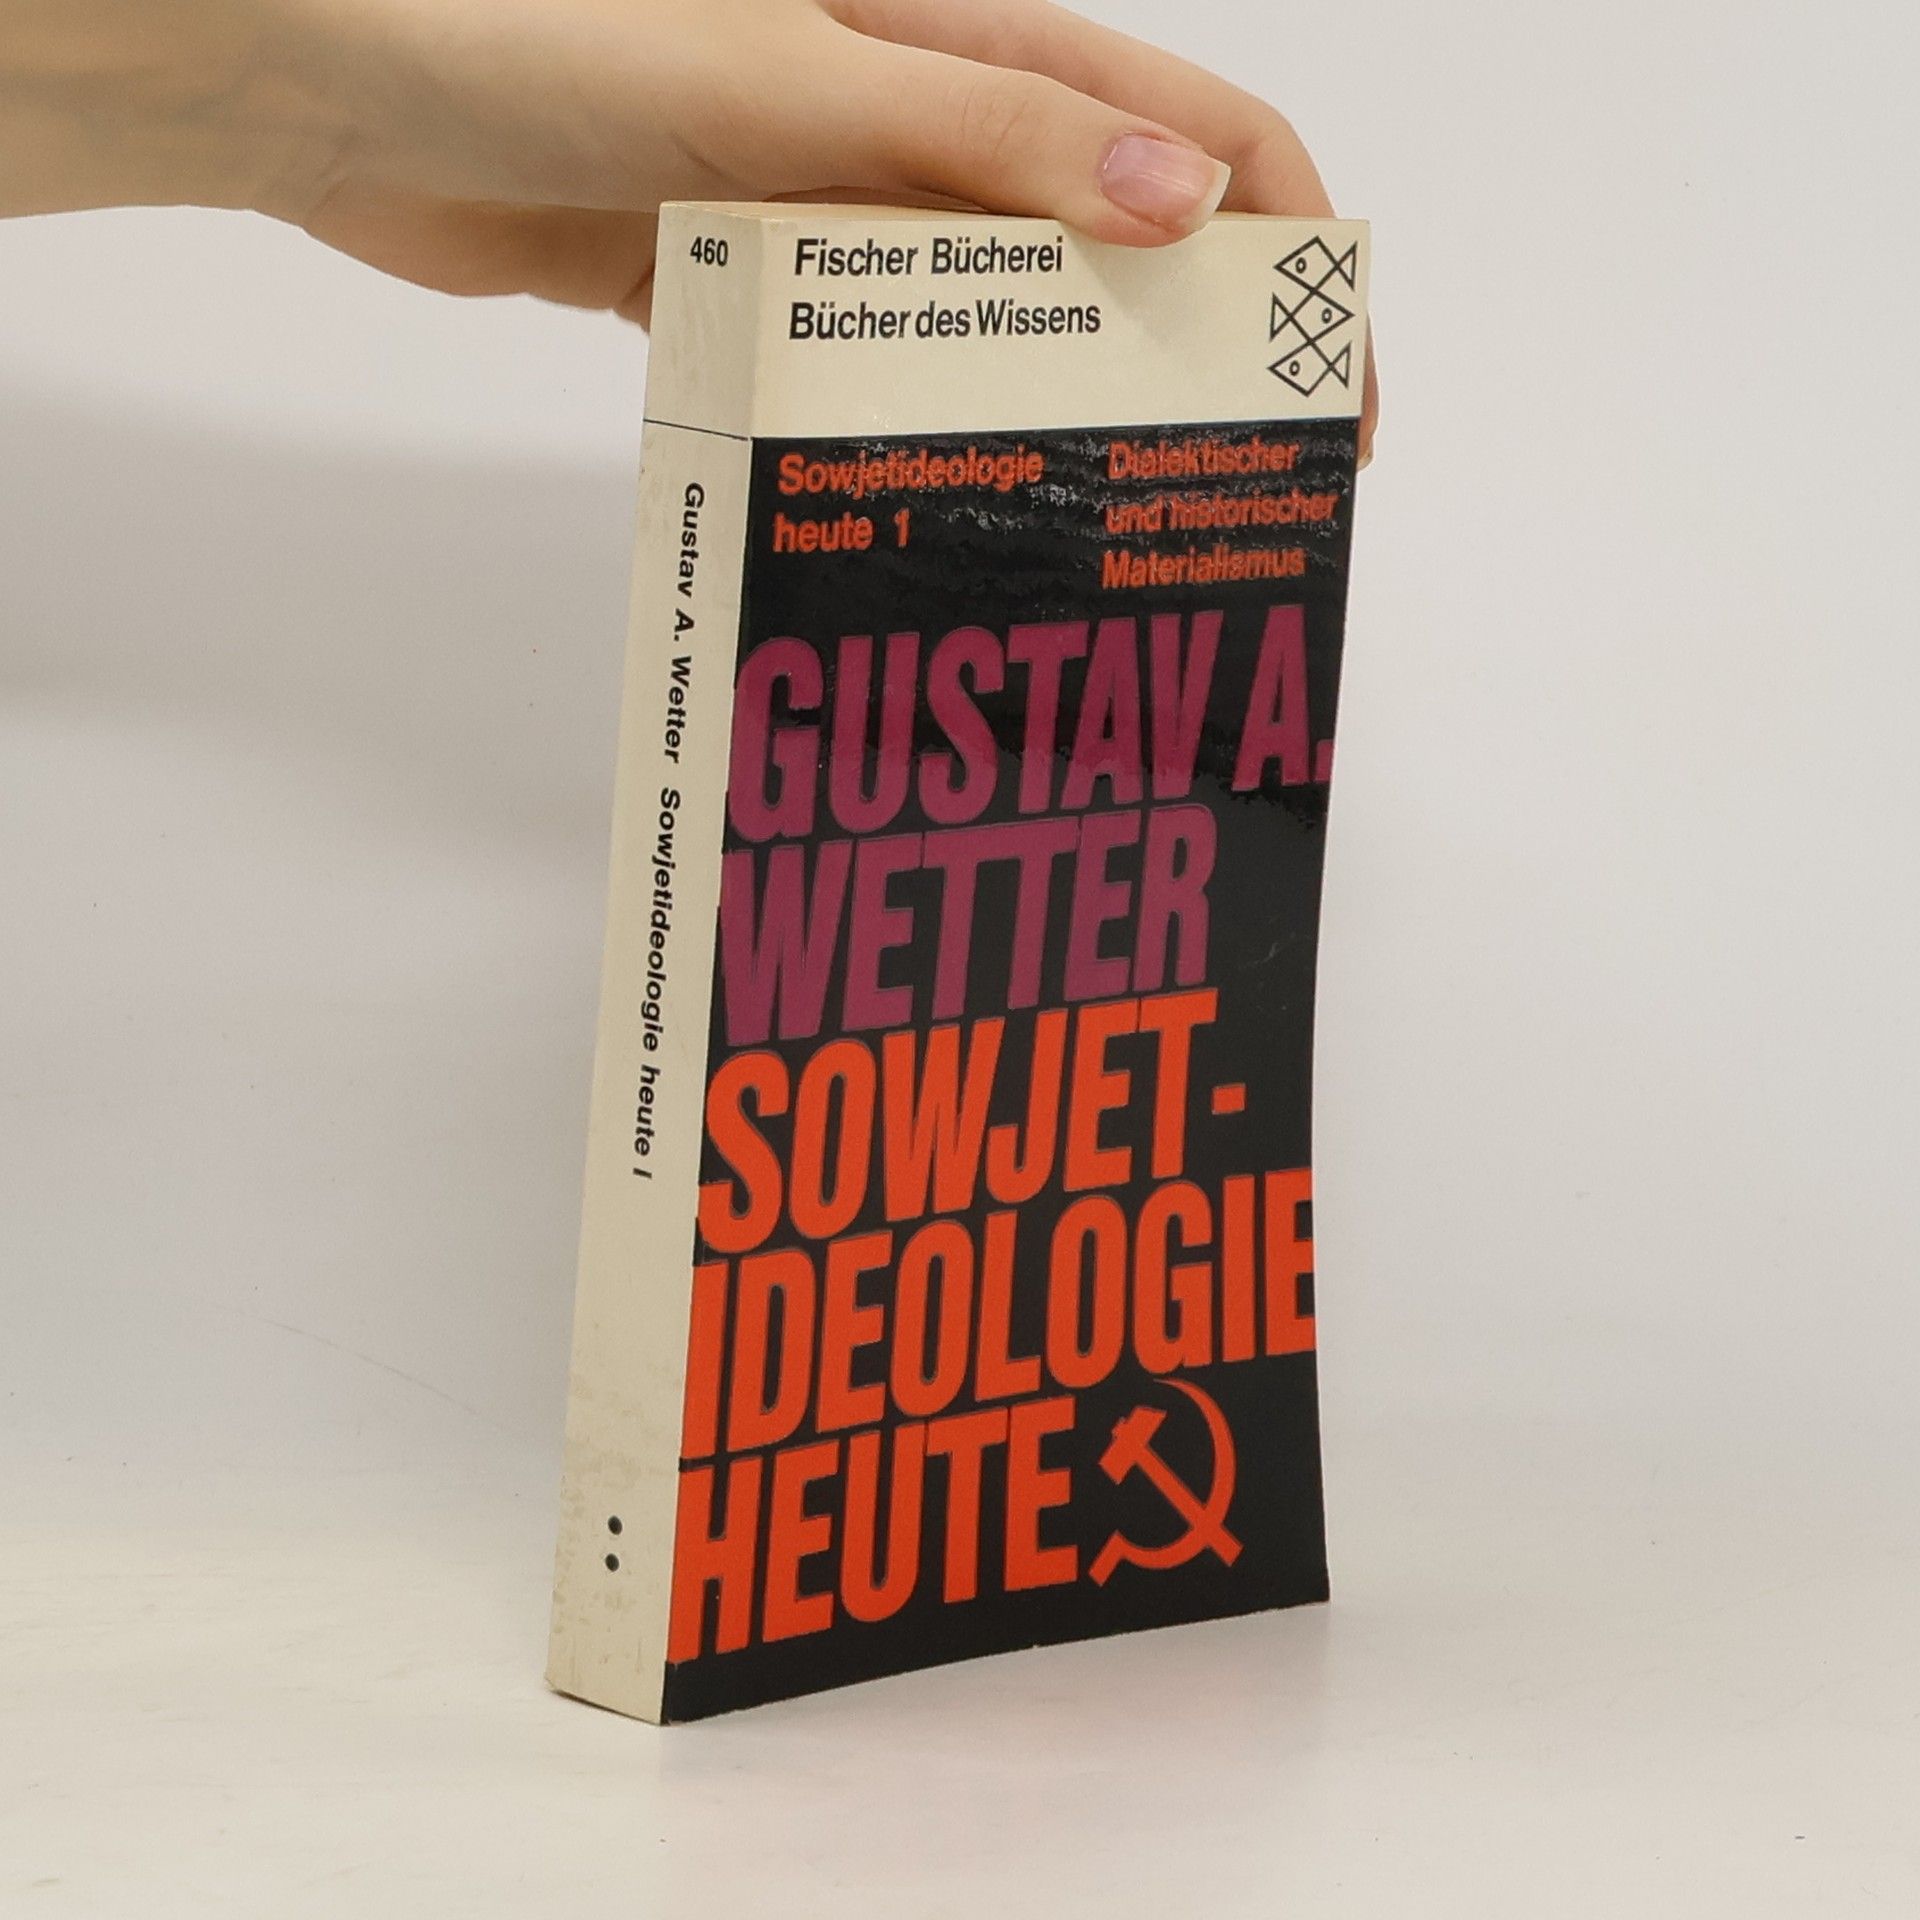 460
Fischer Bücherei
Bücher des Wissens
Sowjetideologie
heute 1
Dialektischer
und historischer
Materialismus
GUSTAV A.
WETTER
SOWJET-
IDEOLOGIE
HEUTE
Gustav A. Wetter Sowjetideologie heute I